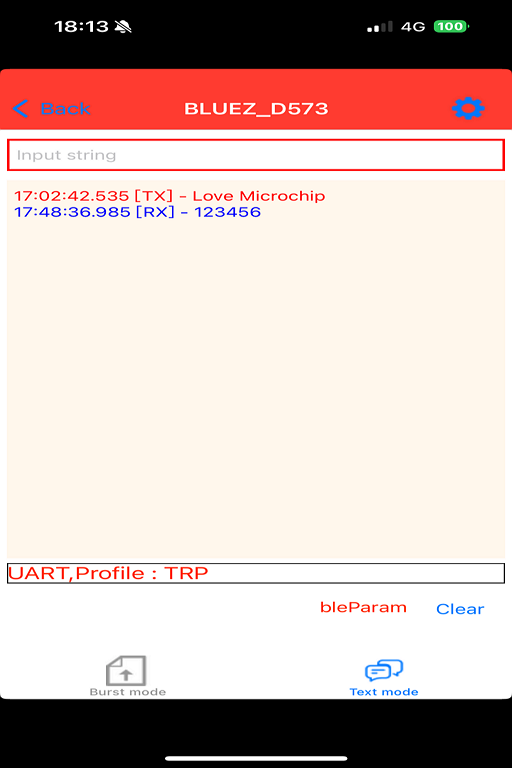 18:13 4G 100
Back BLUEZ_D573
Input string
17:02:42.535 [TX] - Love Microchip
17:48:36.985 [RX] - 123456
UART,Profile : TRP
bleParam Clear
Burst mode Text mode